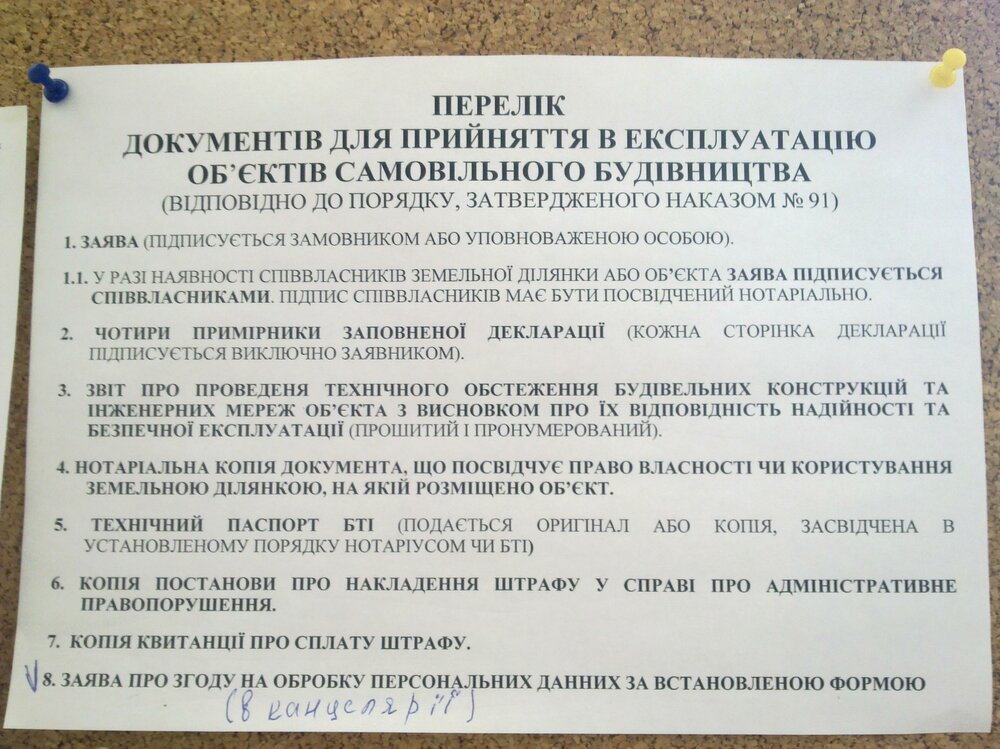 ПЕРЕЛІК
ДОКУМЕНТІВ ДЛЯ ПРИЙНЯТТЯ В ЕКСПЛУАТАЦІЮ
ОБ’ЄКТІВ САМОВІЛЬНОГО БУДІВНИЦТВА
(ВІДПОВІДНО ДО ПОРЯДКУ, ЗАТВЕРДЖЕНОГО НАКАЗОМ № 91)
1. ЗАЯВА (ПІДПИСУЄТЬСЯ ЗАМОВНИКОМ АБО УПОВНОВАЖЕНОЮ ОСОБОЮ).
1.1. У РАЗІ НАЯВНОСТІ СПІВВЛАСНИКІВ ЗЕМЕЛЬНОЇ ДІЛЯНКИ АБО ОБ’ЄКТА ЗАЯВА ПІДПИСУЄТЬСЯ
СПІВВЛАСНИКАМИ. ПІДПИС СПІВВЛАСНИКІВ МАЄ БУТИ ПОСВІДЧЕНИЙ НОТАРІАЛЬНО.
2. ЧОТИРИ ПРИМІРНИКИ ЗАПОВНЕНОЇ ДЕКЛАРАЦІЇ (КОЖНА СТОРІНКА ДЕКЛАРАЦІЇ
ПІДПИСУЄТЬСЯ ВИКЛЮЧНО ЗАЯВНИКОМ).
3. ЗВІТ ПРО ПРОВЕДЕНЯ ТЕХНІЧНОГО ОБСТЕЖЕННЯ БУДІВЕЛЬНИХ КОНСТРУКЦІЙ ТА
ІНЖЕНЕРНИХ МЕРЕЖ ОБ’ЄКТА З ВИСНОВКОМ ПРО ЇХ ВІДПОВІДНІСТЬ НАДІЙНОСТІ ТА
БЕЗПЕЧНОЇ ЕКСПЛУАТАЦІЇ (ПРОШИТИЙ І ПРОНУМЕРОВАНИЙ).
4. НОТАРІАЛЬНА КОПІЯ ДОКУМЕНТА, ЩО ПОСВІДЧУЄ ПРАВО ВЛАСНОСТІ ЧИ КОРИСТУВАННЯ
ЗЕМЕЛЬНОЮ ДІЛЯНКОЮ, НА ЯКІЙ РОЗМІЩЕНО ОБ’ЄКТ.
5. ТЕХНІЧНИЙ ПАСПОРТ БТІ (ПОДАЄТЬСЯ ОРИГІНАЛ АБО КОПІЯ, ЗАСВІДЧЕНА В
УСТАНОВЛЕНОМУ ПОРЯДКУ НОТАРІУСОМ ЧИ БТІ)
6. КОПІЯ ПОСТАНОВИ ПРО НАКЛАДЕННЯ ШТРАФУ У СПРАВІ ПРО АДМІНІСТРАТИВНЕ
ПРАВОПОРУШЕННЯ.
7. КОПІЯ КВИТАНЦІЇ ПРО СПЛАТУ ШТРАФУ.
8. ЗАЯВА ПРО ЗГОДУ НА ОБРОБКУ ПЕРСОНАЛЬНИХ ДАННИХ ЗА ВСТАНОВЛЕНОЮ ФОРМОЮ
(в канцелярії)